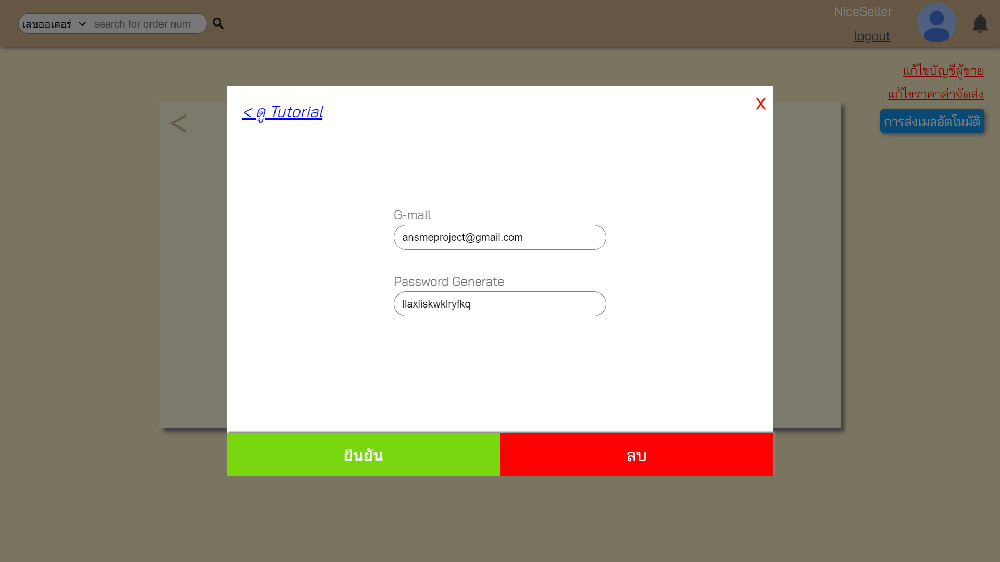 เลขออเดอร์ search for order num
NiceSeller
logout
แก้ไขบัญชีผู้ขาย
แก้ไขราคาค่าจัดส่ง
การส่งเมลอัตโนมัติ
<
< ดู Tutorial
X
G-mail
ansmeproject@gmail.com
Password Generate
llaxliskwklryfkq
ยืนยัน
ลบ